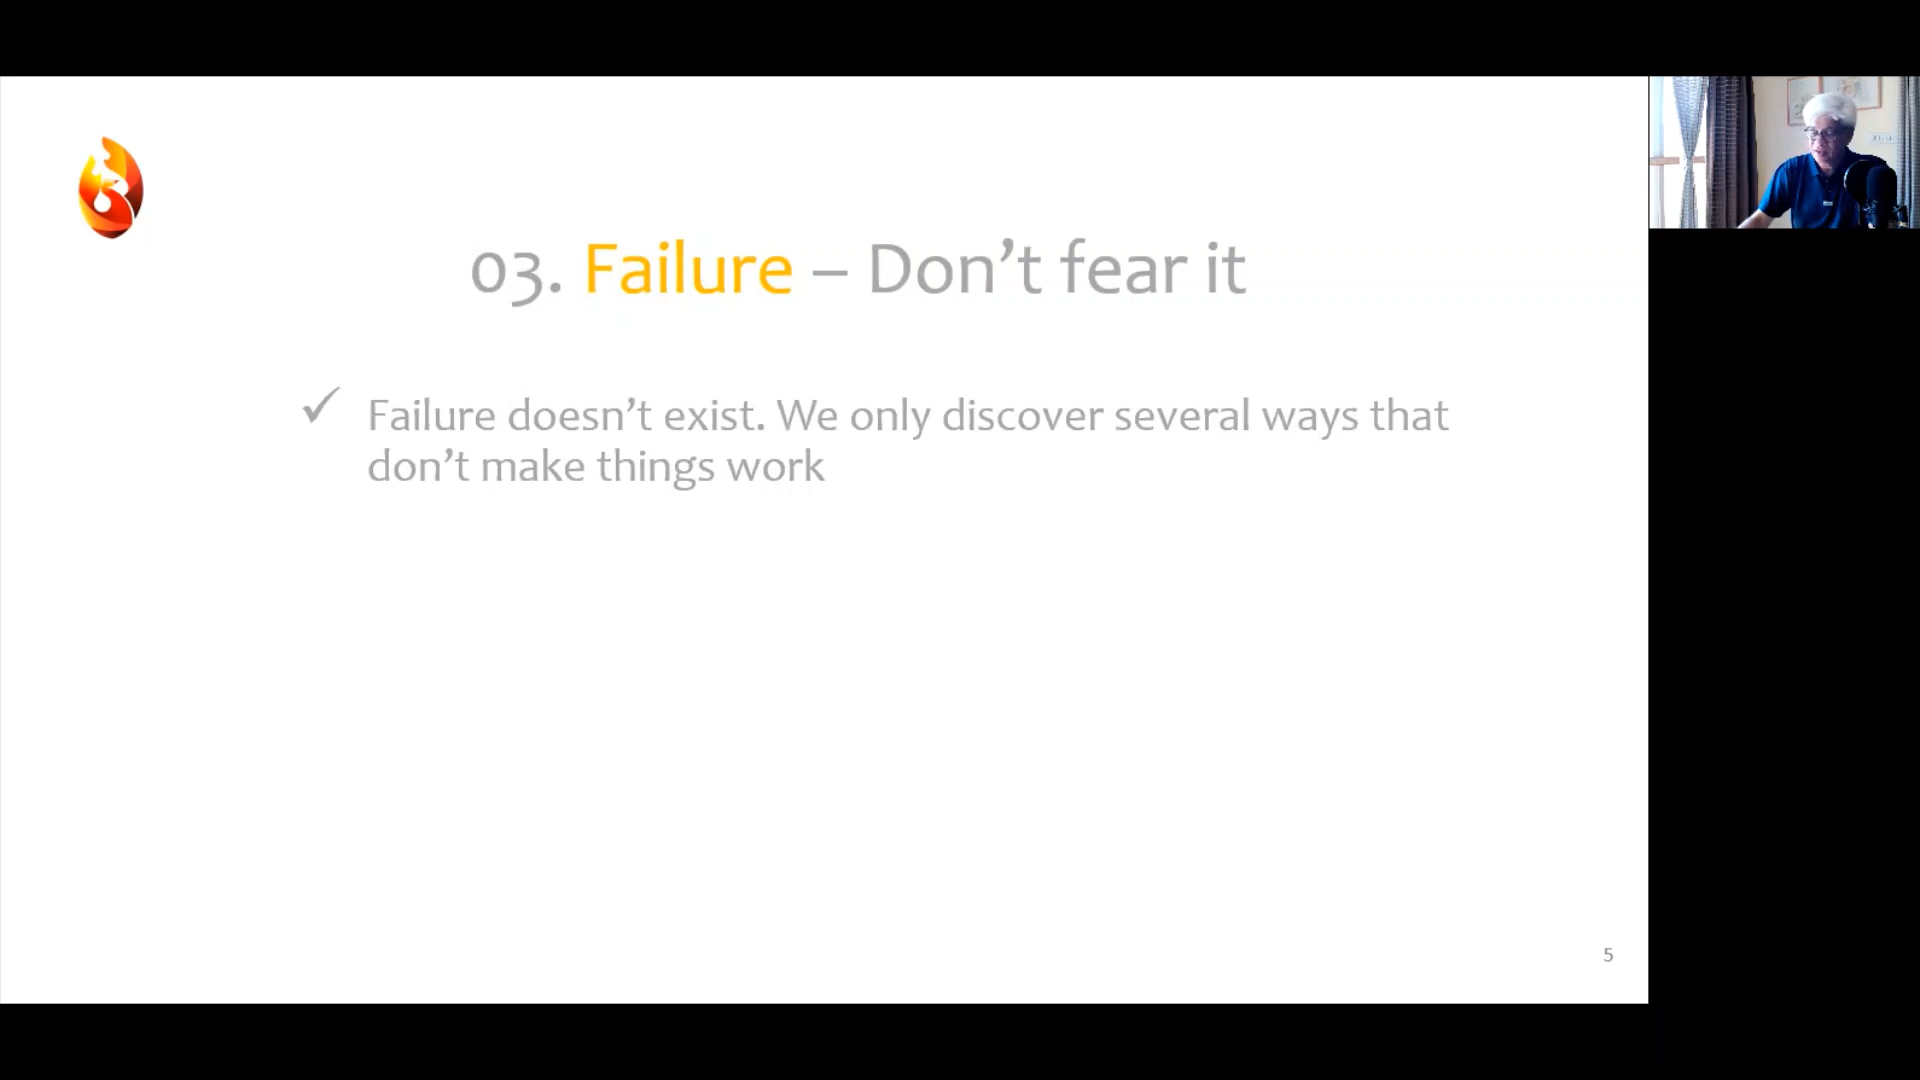 03. Failure – Don’t fear it
✓ Failure doesn’t exist. We only discover several ways that
don’t make things work
5